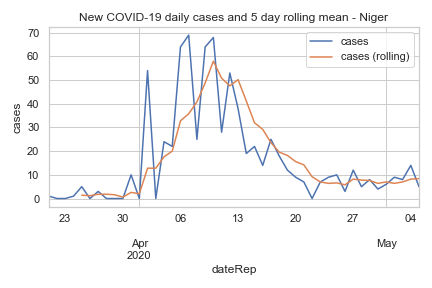 New COVID-19 daily cases and 5 day rolling mean - Niger
cases
cases (rolling)
cases
70
60
50
40
30
20
10
0
23 30 06 13 20 27 04
Apr May
2020
dateRep